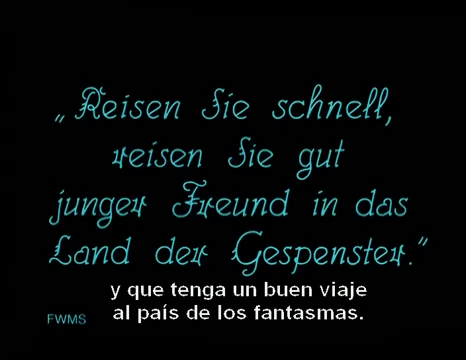 „Reisen Sie schnell,
reisen Sie gut
junger Freund in das
Land der Gespenster."
y que tenga un buen viaje
al país de los fantasmas.
FWMS